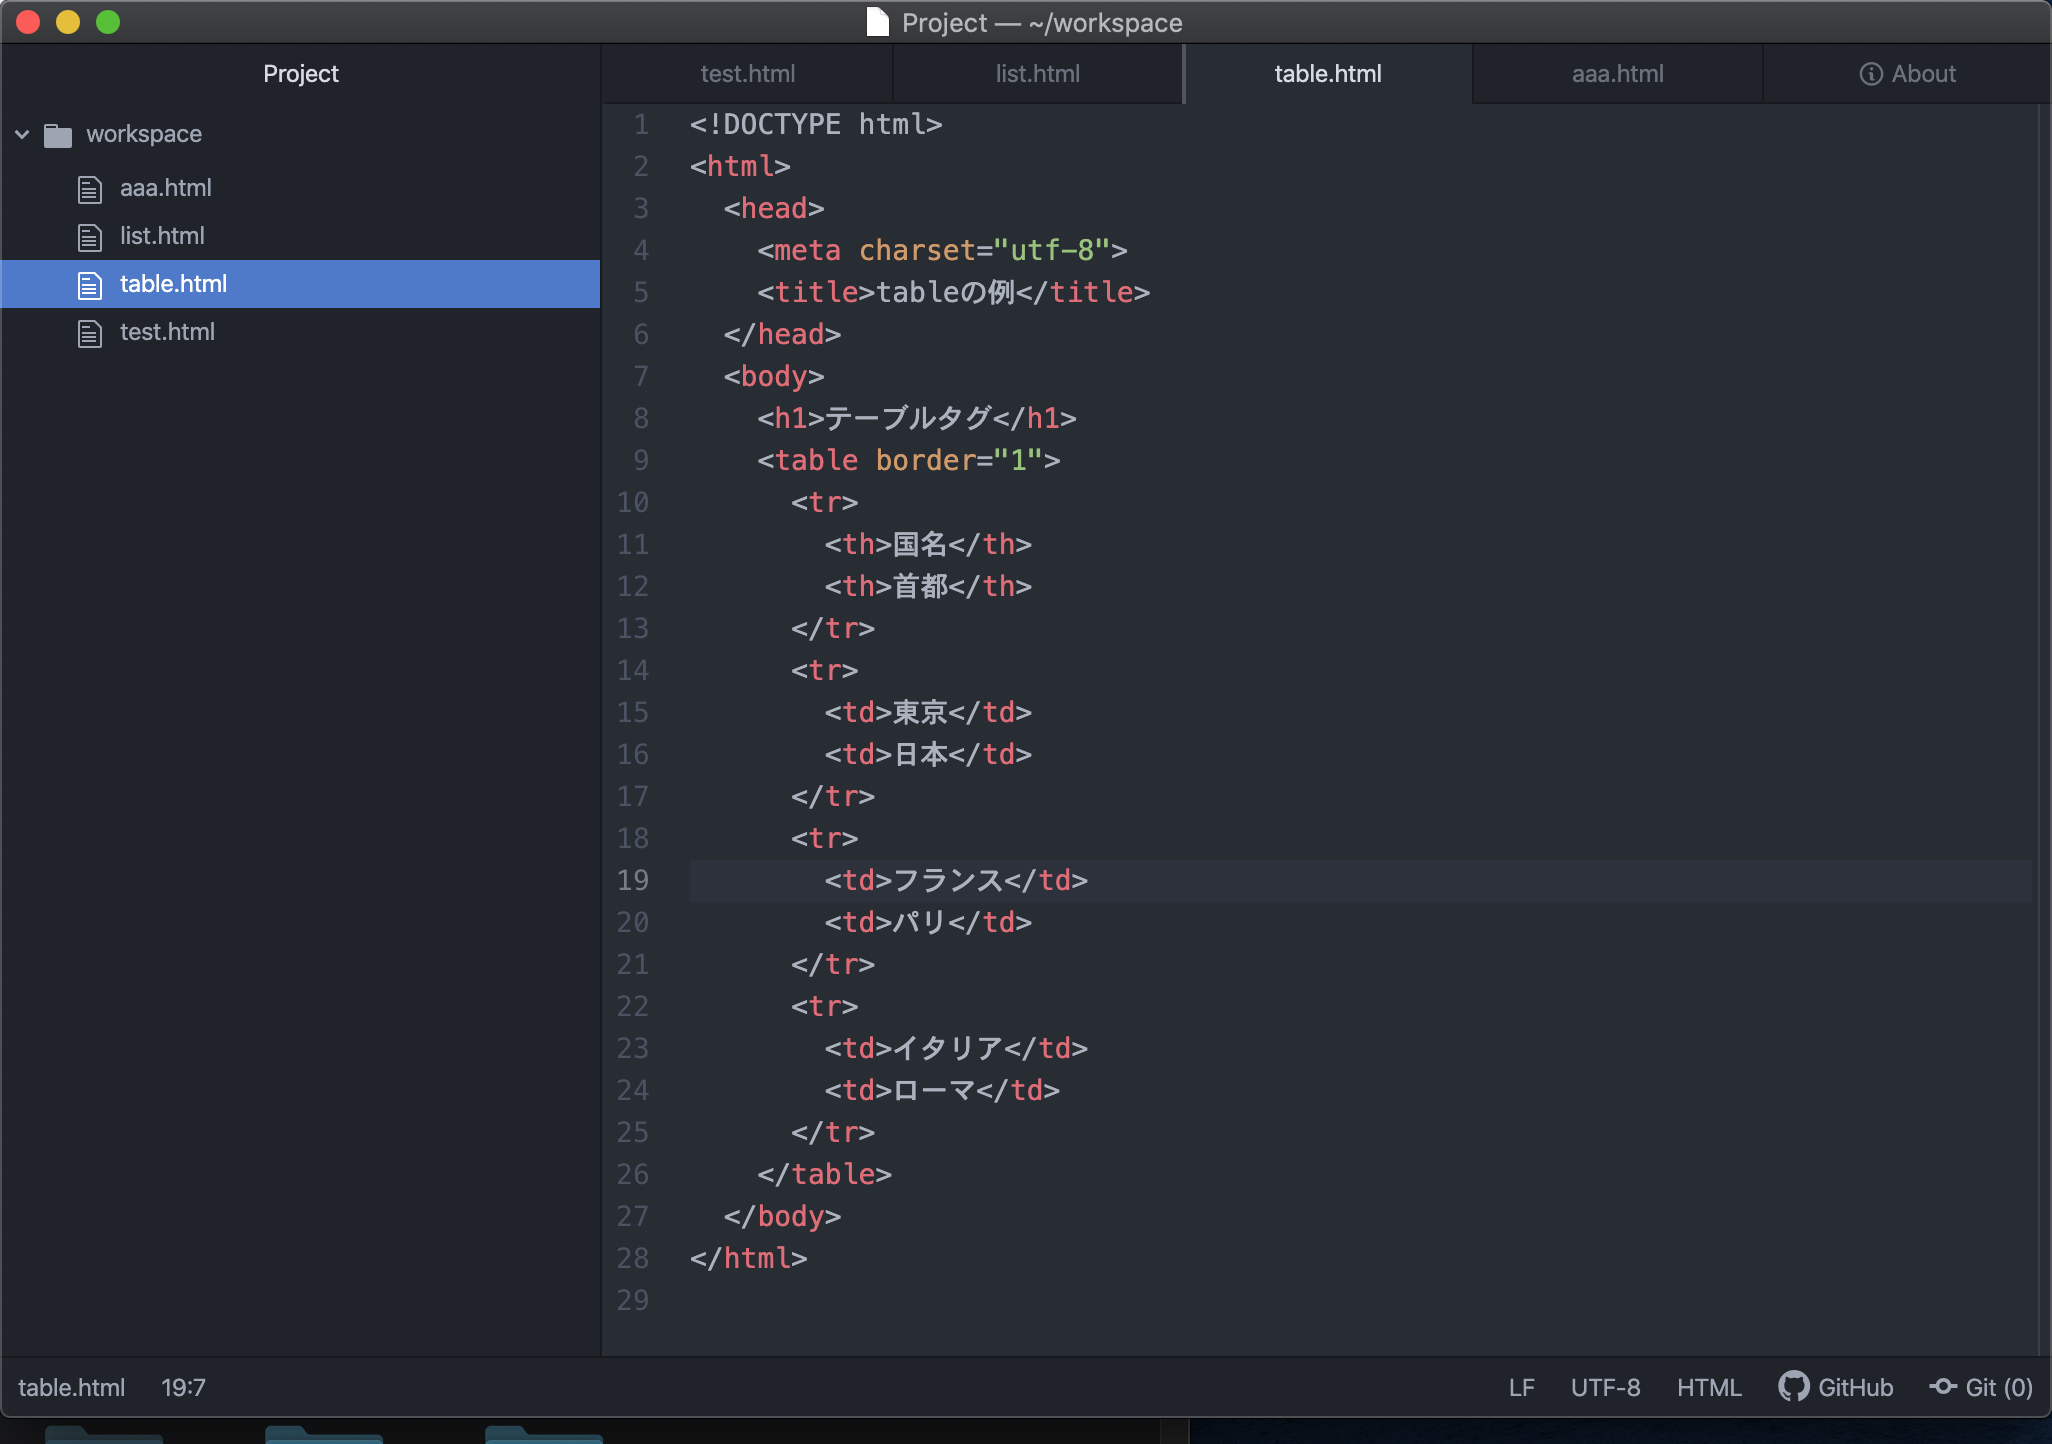 Project — ~/workspace
Project
workspace
aaa.html
list.html
table.html
test.html
test.html
list.html
table.html
aaa.html
About
1 <!DOCTYPE html>
2 <html>
3   <head>
4     <meta charset="utf-8">
5     <title>tableの例</title>
6   </head>
7   <body>
8     <h1>テーブルタグ</h1>
9     <table border="1">
10       <tr>
11         <th>国名</th>
12         <th>首都</th>
13       </tr>
14       <tr>
15         <td>東京</td>
16         <td>日本</td>
17       </tr>
18       <tr>
19         <td>フランス</td>
20         <td>パリ</td>
21       </tr>
22       <tr>
23         <td>イタリア</td>
24         <td>ローマ</td>
25       </tr>
26     </table>
27   </body>
28 </html>
29
table.html 19:7
LF UTF-8 HTML GitHub Git (0)